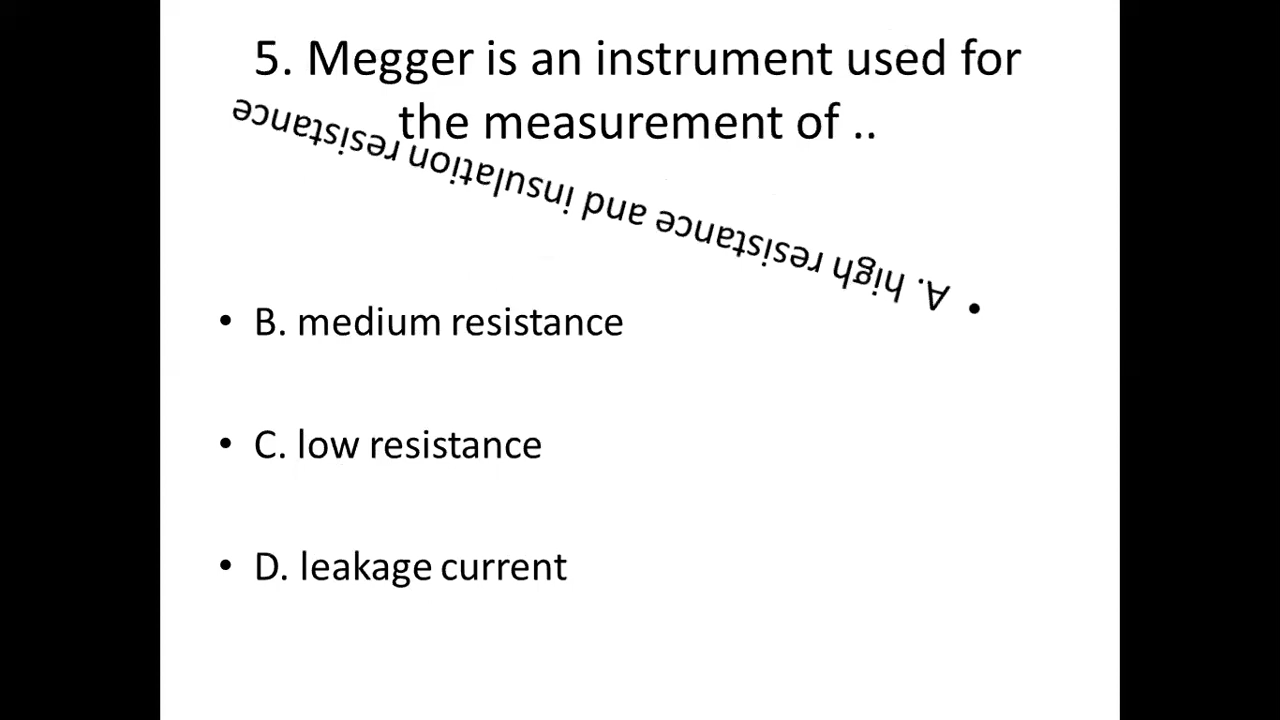 5. Megger is an instrument used for
the measurement of ..
• A. high resistance and insulation resistance
• B. medium resistance
• C. low resistance
• D. leakage current